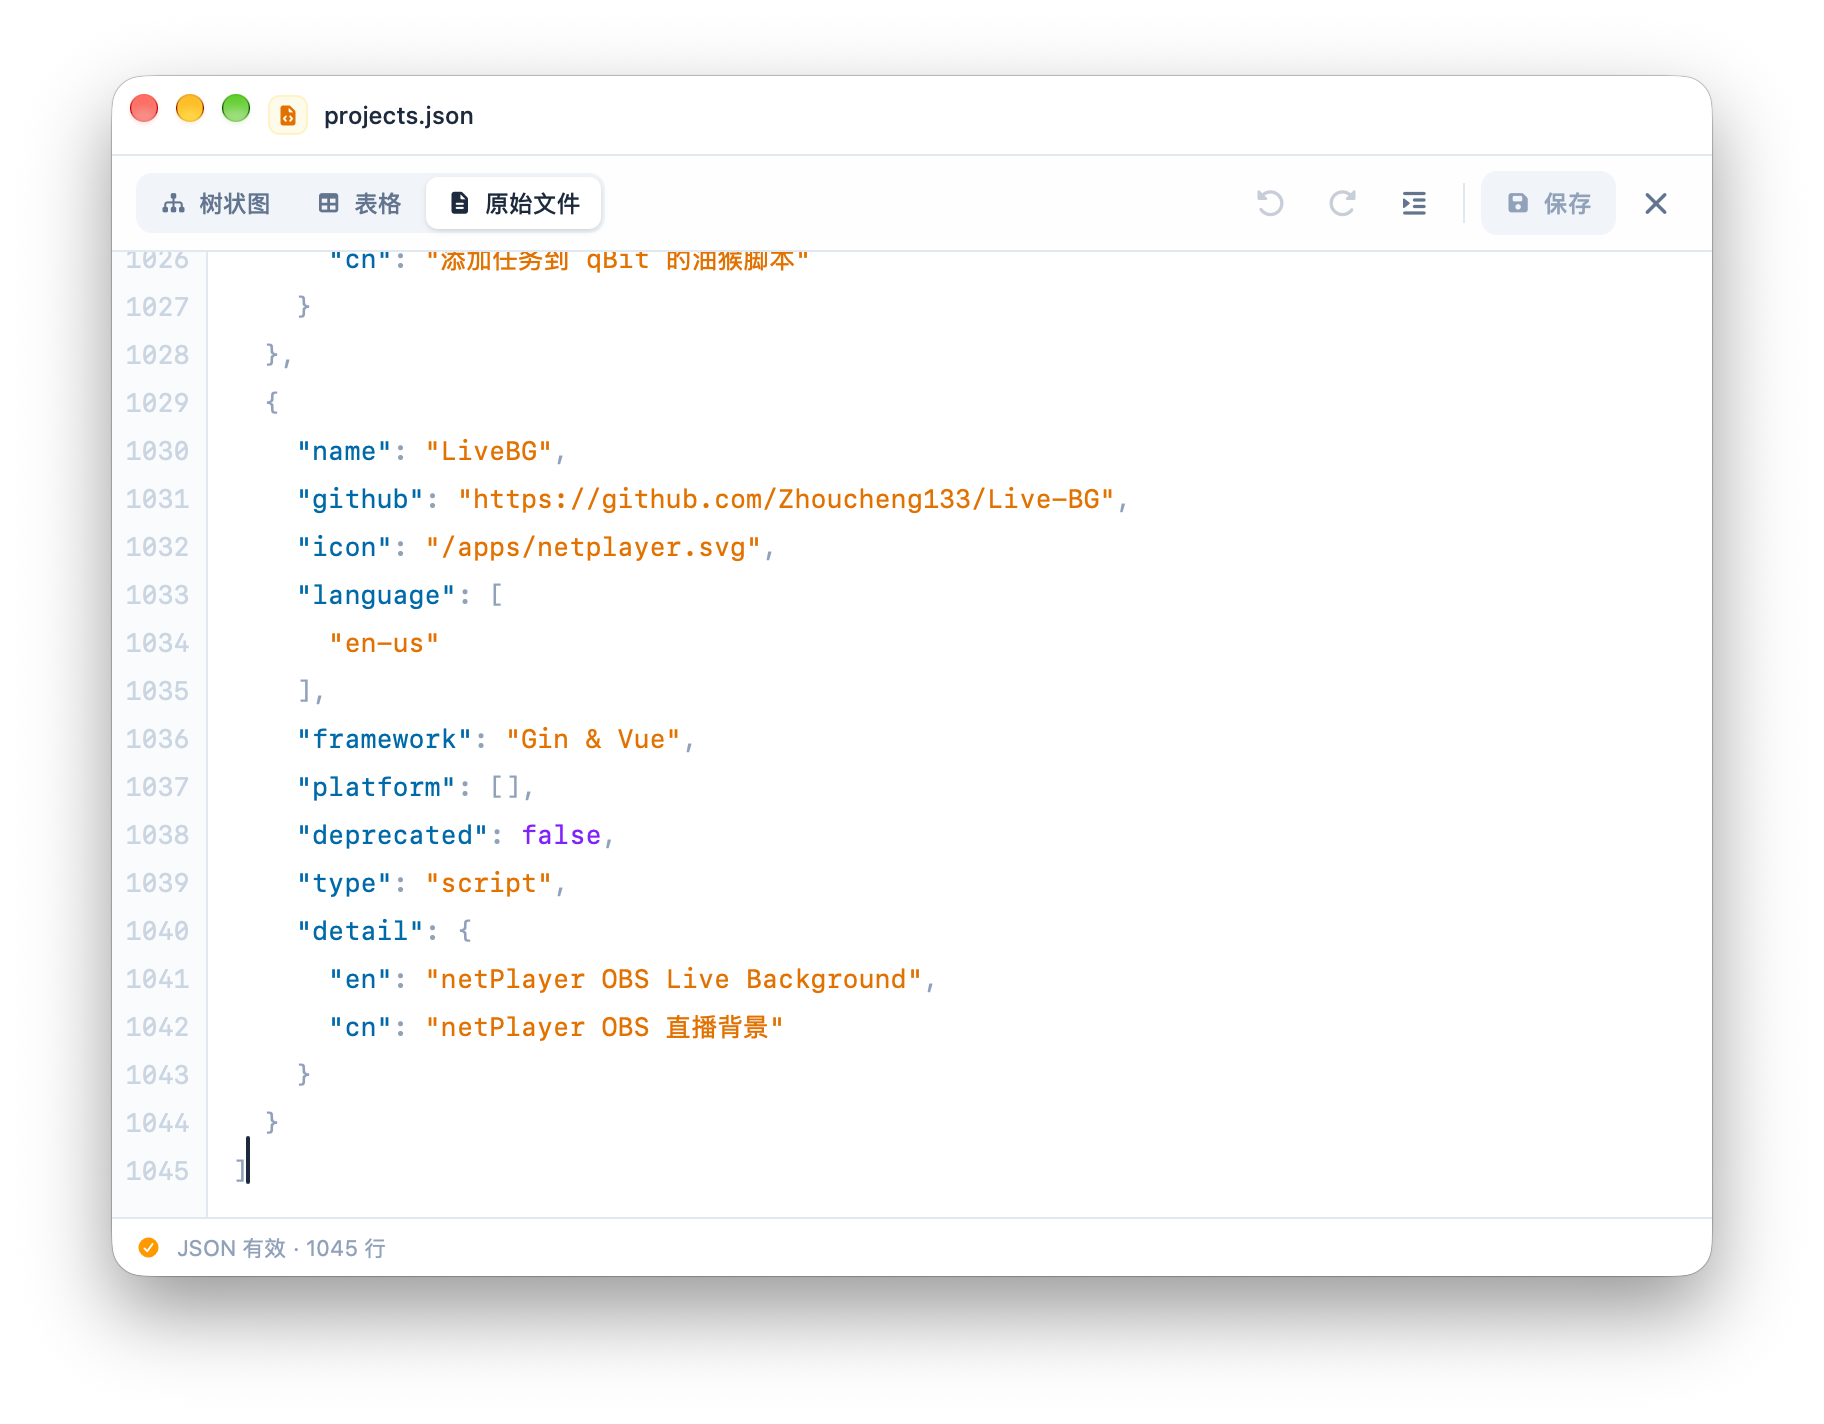 projects.json
树状图 表格 原始文件 保存
1026 "cn": "添加任务到 qBit 的油猴脚本"
1027 }
1028 },
1029 {
1030 "name": "LiveBG",
1031 "github": "https://github.com/Zhoucheng133/Live-BG",
1032 "icon": "/apps/netplayer.svg",
1033 "language": [
1034 "en-us"
1035 ],
1036 "framework": "Gin & Vue",
1037 "platform": [],
1038 "deprecated": false,
1039 "type": "script",
1040 "detail": {
1041 "en": "netPlayer OBS Live Background",
1042 "cn": "netPlayer OBS 直播背景"
1043 }
1044 }
1045 ]
JSON 有效 · 1045 行